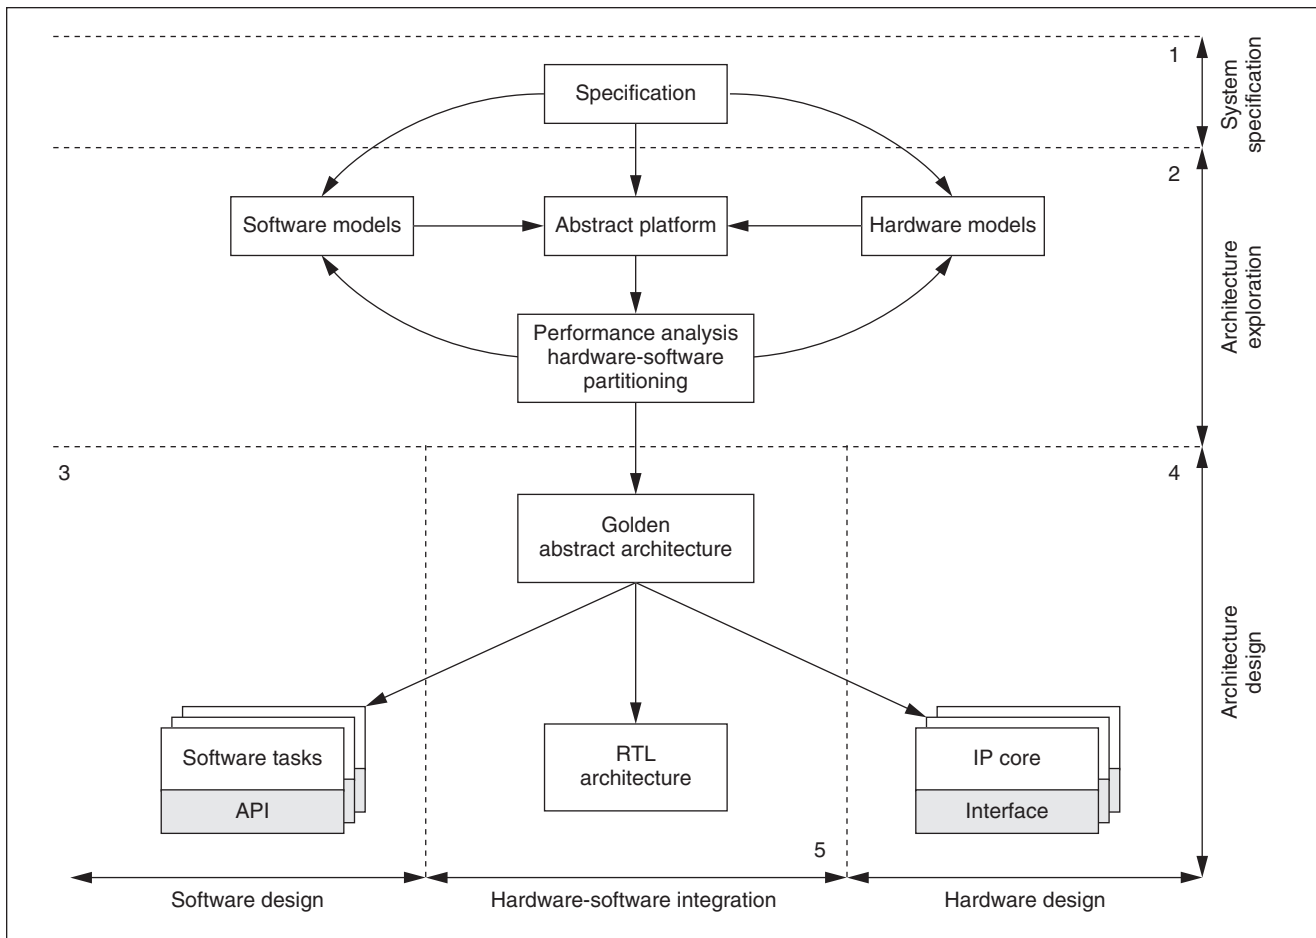 1
System
specification
Specification
2
Software models
Abstract platform
Hardware models
Architecture
exploration
Performance analysis
hardware-software
partitioning
3
4
Golden
abstract architecture
Architecture
design
Software tasks
API
RTL
architecture
IP core
Interface
5
Software design
Hardware-software integration
Hardware design